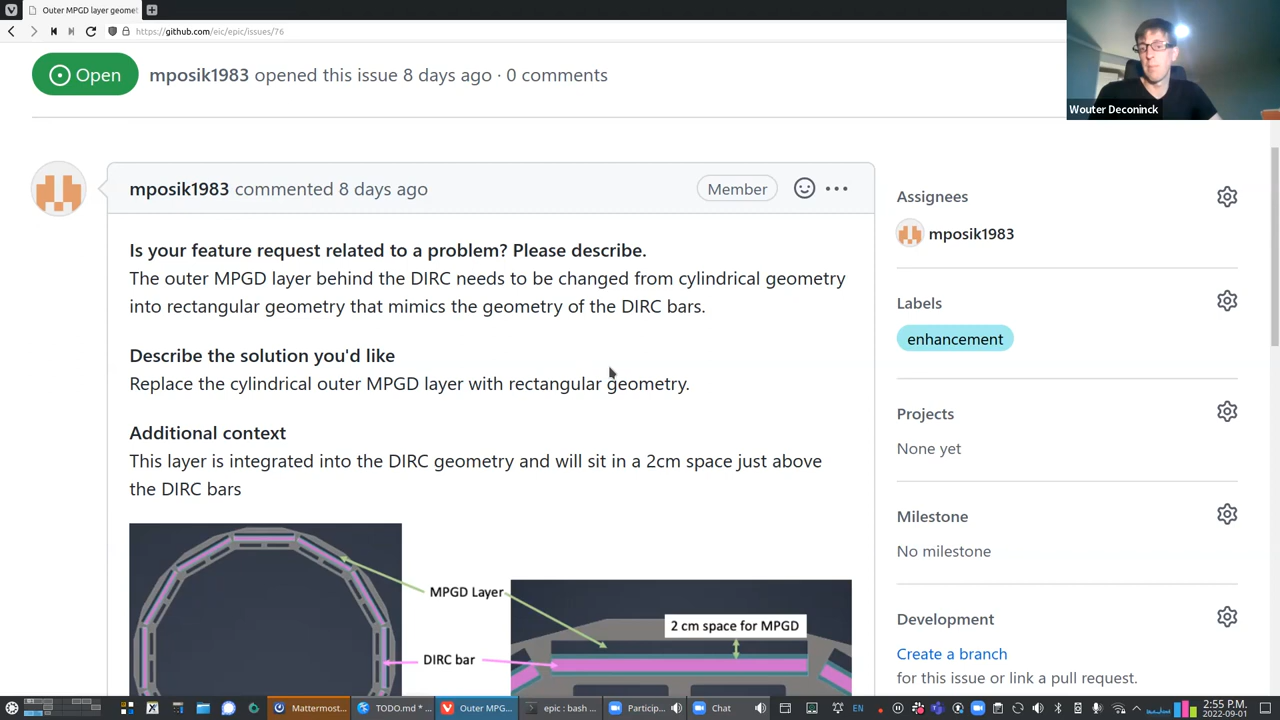 Outer MPGD layer geome
https://github.com/eic/epic/issues/76
Wouter Deconinck
Open
mposik1983 opened this issue 8 days ago · 0 comments
mposik1983 commented 8 days ago
Member
Is your feature request related to a problem? Please describe.
The outer MPGD layer behind the DIRC needs to be changed from cylindrical geometry
into rectangular geometry that mimics the geometry of the DIRC bars.
Describe the solution you'd like
Replace the cylindrical outer MPGD layer with rectangular geometry.
Additional context
This layer is integrated into the DIRC geometry and will sit in a 2cm space just above
the DIRC bars
MPGD Layer
2 cm space for MPGD
DIRC bar
Assignees
mposik1983
Labels
enhancement
Projects
None yet
Milestone
No milestone
Development
Create a branch
for this issue or link a pull request.
Mattermost...
TODO.md * ...
Outer MPG...
epic : bash ...
Particip...
Chat
EN
2:55 P.M.
2022-09-01